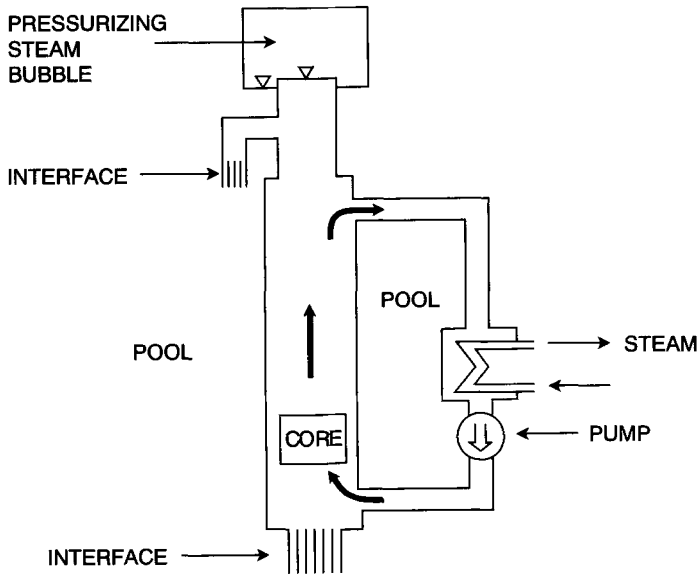 PRESSURIZING
STEAM
BUBBLE
INTERFACE
POOL
POOL
STEAM
CORE
PUMP
INTERFACE